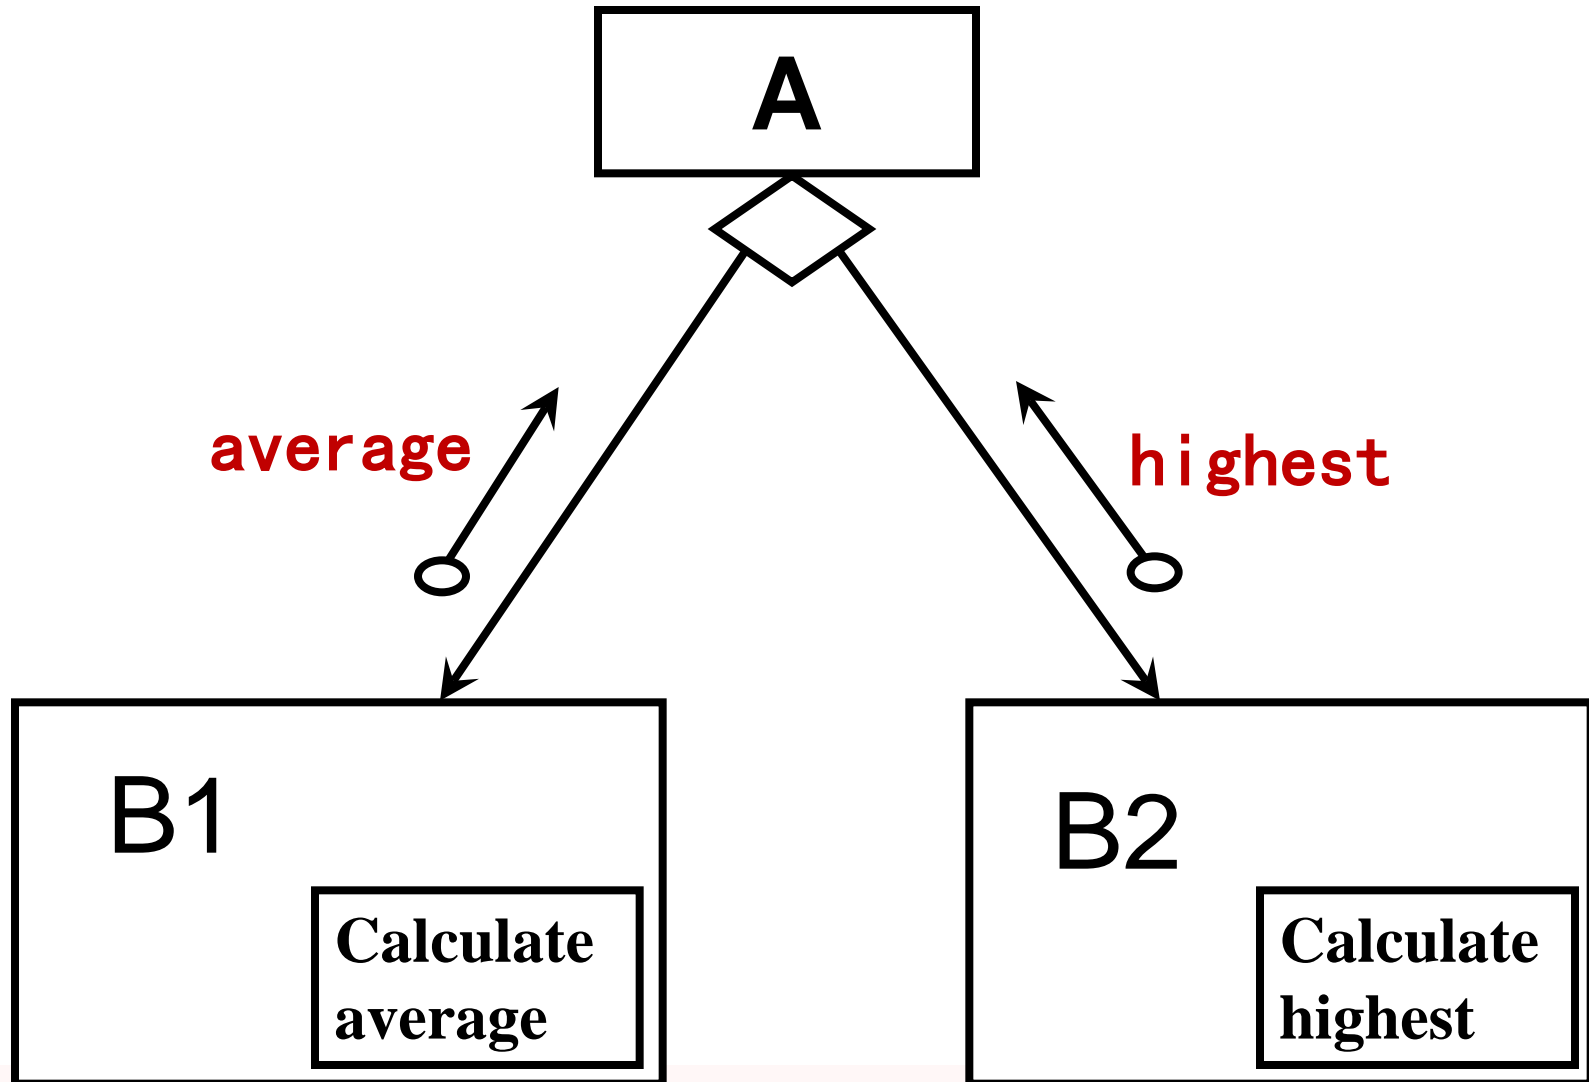 A
average
highest
B1
Calculate
average
B2
Calculate
highest